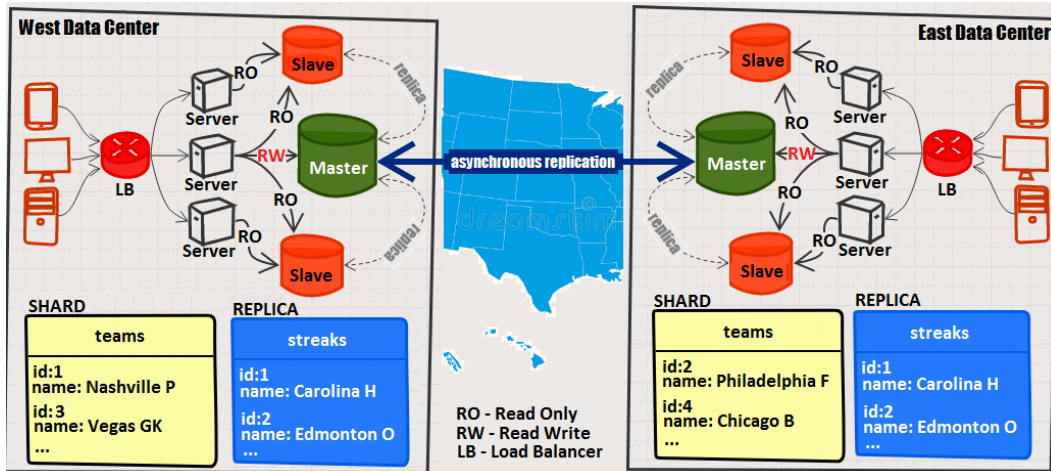 West Data Center
Slave
RO
replica
Server
RO
LB
Server
RW
Master
RO
Server
RO
replica
Slave
SHARD
teams
id:1
name: Nashville P
id:3
name: Vegas GK
...
REPLICA
streaks
id:1
name: Carolina H
id:2
name: Edmonton O
...
asynchronous replication
dreamstim
RO - Read Only
RW - Read Write
LB - Load Balancer
East Data Center
Slave
RO
replica
Server
RO
Master
RW
Server
LB
RO
replica
RO
Server
Slave
SHARD
teams
id:2
name: Philadelphia F
id:4
name: Chicago B
...
REPLICA
streaks
id:1
name: Carolina H
id:2
name: Edmonton O
...